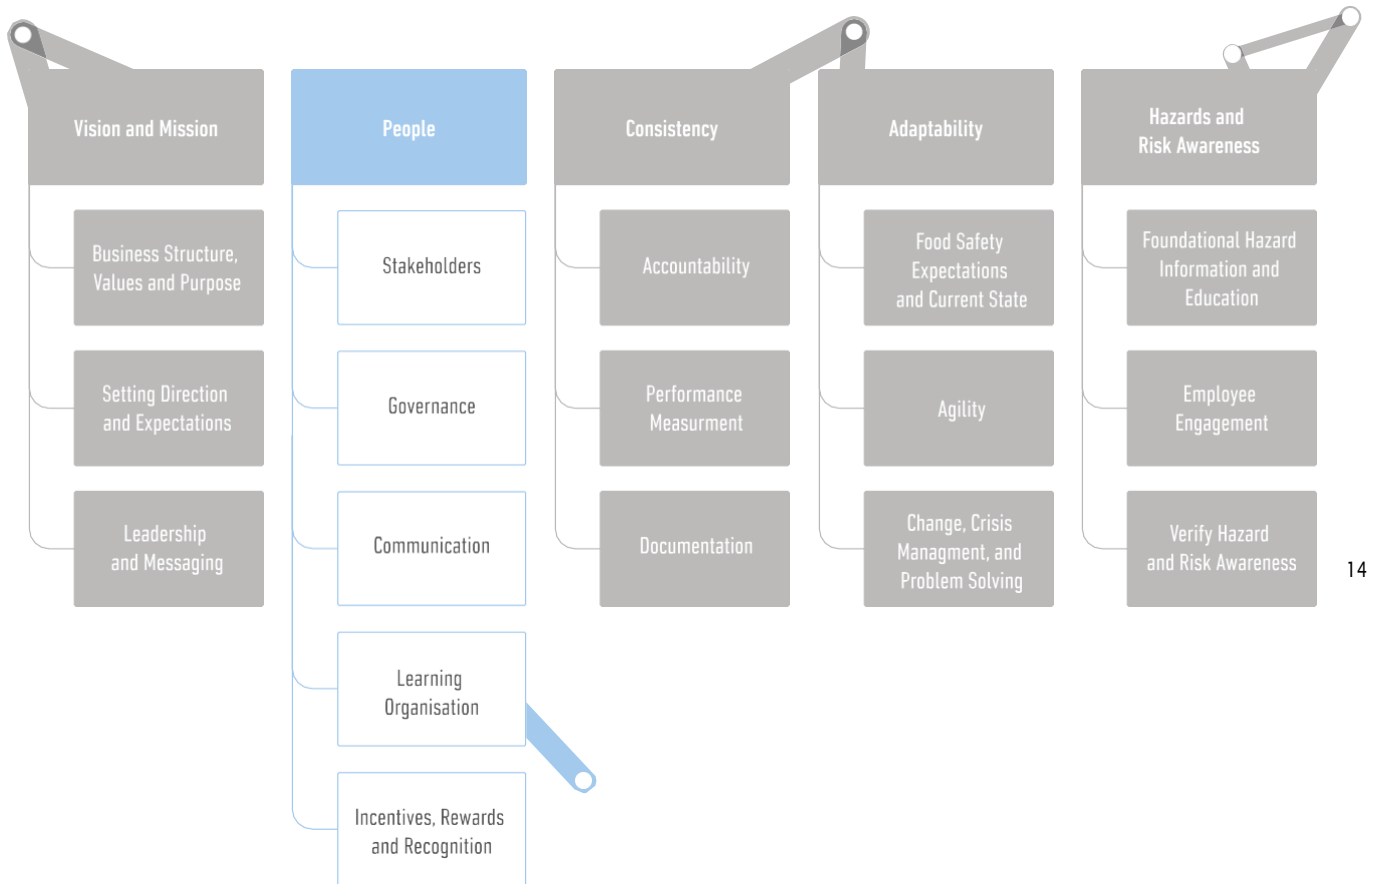 Vision and Mission
Business Structure,
Values and Purpose
Setting Direction
and Expectations
Leadership
and Messaging
People
Stakeholders
Governance
Communication
Learning
Organisation
Incentives, Rewards
and Recognition
Consistency
Accountability
Performance
Measurment
Documentation
Adaptability
Food Safety
Expectations
and Current State
Agility
Change, Crisis
Managment, and
Problem Solving
Hazards and
Risk Awareness
Foundational Hazard
Information and
Education
Employee
Engagement
Verify Hazard
and Risk Awareness
14